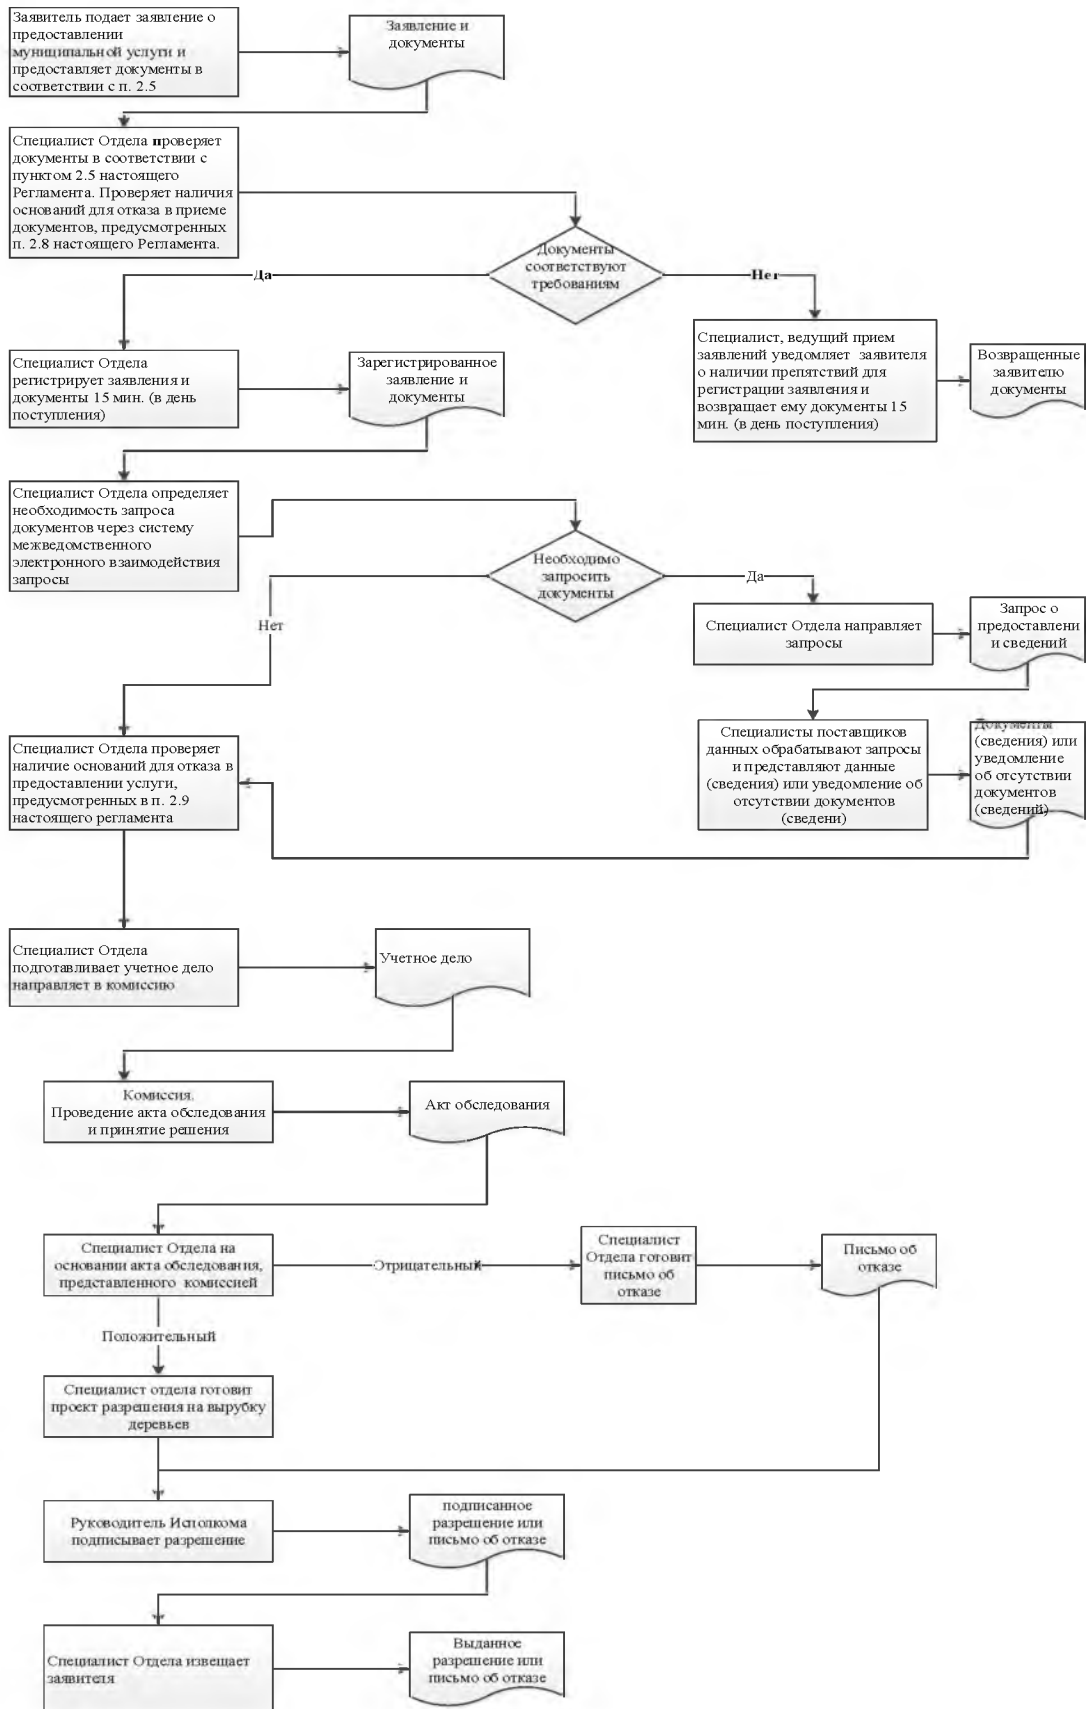 Заявитель подает заявление о
предоставлении
муниципальной услуги и
предоставляет документы в
соответствии с п. 2.5
Заявление и
документы
Специалист Отдела проверяет
документы в соответствии с
пунктом 2.5 настоящего
Регламента. Проверяет наличия
оснований для отказа в приеме
документов, предусмотренных
п. 2.8 настоящего Регламента.
Документы
соответствуют
требованиям
Да
Нет
Специалист Отдела
регистрирует заявления и
документы 15 мин. (в день
поступления)
Зарегистрированное
заявление и
документы
Специалист, ведущий прием
заявлений уведомляет заявителя
о наличии препятствий для
регистрации заявления и
возвращает ему документы 15
мин. (в день поступления)
Возвращенные
заявителю
документы
Специалист Отдела определяет
необходимость запроса
документов через систему
межведомственного
электронного взаимодействия
запросы
Необходимо
запросить
документы
Да
Нет
Специалист Отдела направляет
запросы
Запрос о
предоставлени
и сведений
Специалист Отдела проверяет
наличие оснований для отказа в
предоставлении услуги,
предусмотренных в п. 2.9
настоящего регламента
Специалисты поставщиков
данных обрабатывают запросы
и представляют данные
(сведения) или уведомление об
отсутствии документов
(сведени)
Документы
(сведения) или
уведомление
об отсутствии
документов
(сведений)
Специалист Отдела
подготавливает учетное дело
направляет в комиссию
Учетное дело
Комиссия.
Проведение акта обследования
и принятие решения
Акт обследования
Специалист Отдела на
основании акта обследования,
представленного комиссией
Отрицательный
Специалист
Отдела готовит
письмо об
отказе
Письмо об
отказе
Положительный
Специалист отдела готовит
проект разрешения на вырубку
деревьев
Руководитель Исполкома
подписывает разрешение
подписанное
разрешение или
письмо об отказе
Специалист Отдела извещает
заявителя
Выданное
разрешение или
письмо об отказе